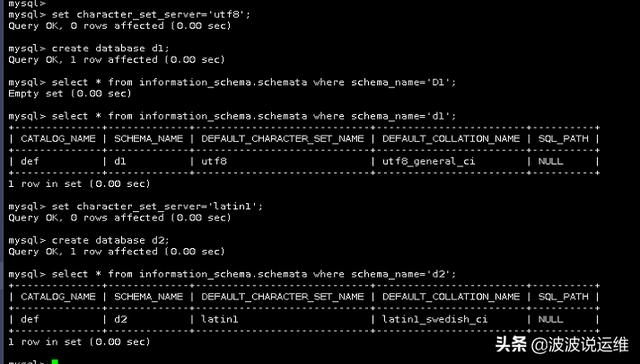 mysql>
mysql> set character_set_server='utf8';
Query OK, 0 rows affected (0.00 sec)
mysql> create database d1;
Query OK, 1 row affected (0.00 sec)
mysql> select * from information_schema.schemata where schema_name='D1';
Empty set (0.00 sec)
mysql> select * from information_schema.schemata where schema_name='d1';
+--------------+-------------+----------------------------+------------------------+----------+
| CATALOG_NAME | SCHEMA_NAME | DEFAULT_CHARACTER_SET_NAME | DEFAULT_COLLATION_NAME | SQL_PATH |
+--------------+-------------+----------------------------+------------------------+----------+
| def | d1 | utf8 | utf8_general_ci | NULL |
+--------------+-------------+----------------------------+------------------------+----------+
1 row in set (0.00 sec)
mysql> set character_set_server='latin1';
Query OK, 0 rows affected (0.00 sec)
mysql> create database d2;
Query OK, 1 row affected (0.00 sec)
mysql> select * from information_schema.schemata where schema_name='d2';
+--------------+-------------+----------------------------+------------------------+----------+
| CATALOG_NAME | SCHEMA_NAME | DEFAULT_CHARACTER_SET_NAME | DEFAULT_COLLATION_NAME | SQL_PATH |
+--------------+-------------+----------------------------+------------------------+----------+
| def | d2 | latin1 | latin1_swedish_ci | NULL |
+--------------+-------------+----------------------------+------------------------+----------+
1 row in set (0.00 sec)
头条 @波波说运维
mysql>